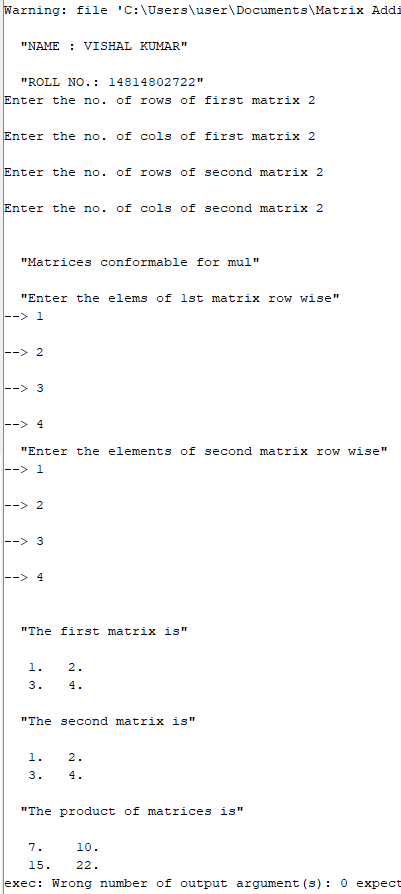 Warning: file 'C:\Users\user\Documents\Matrix Addi
"NAME : VISHAL KUMAR"
"ROLL NO.: 14814802722"
Enter the no. of rows of first matrix 2
Enter the no. of cols of first matrix 2
Enter the no. of rows of second matrix 2
Enter the no. of cols of second matrix 2
"Matrices conformable for mul"
"Enter the elems of 1st matrix row wise"
--> 1
--> 2
--> 3
--> 4
"Enter the elements of second matrix row wise"
--> 1
--> 2
--> 3
--> 4
"The first matrix is"
1. 2.
3. 4.
"The second matrix is"
1. 2.
3. 4.
"The product of matrices is"
7. 10.
15. 22.
exec: Wrong number of output argument(s): 0 expect